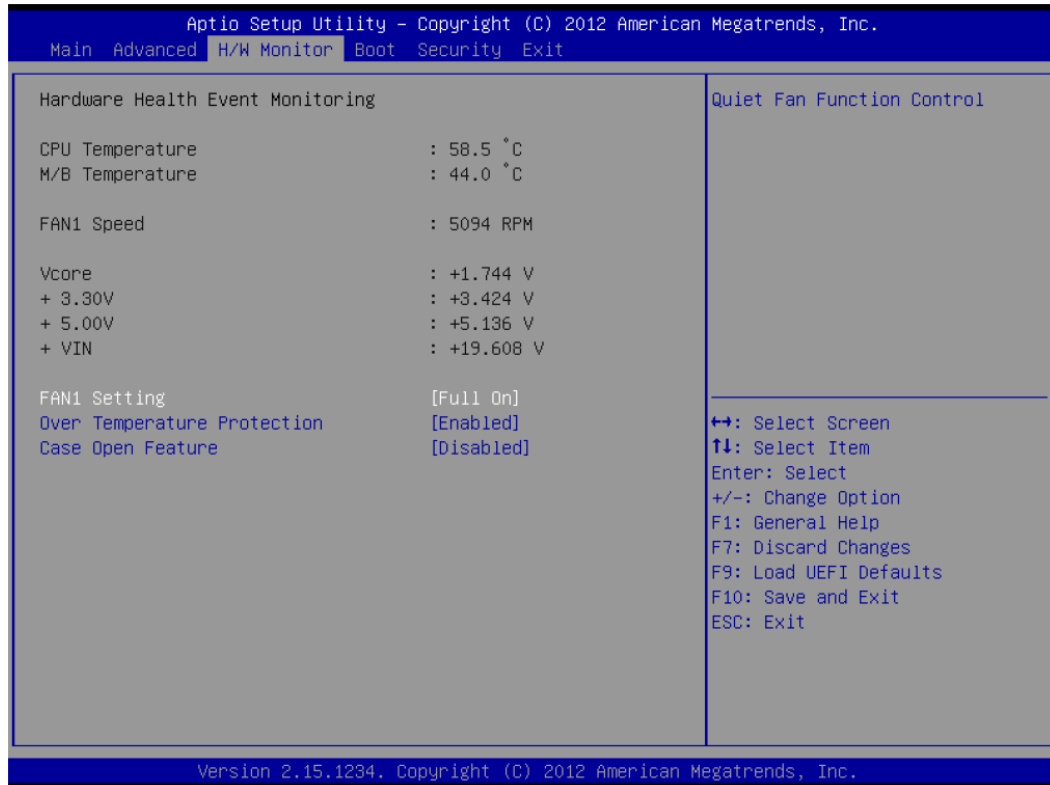 Aptio Setup Utility – Copyright (C) 2012 American Megatrends, Inc.
Main Advanced H/W Monitor Boot Security Exit
Hardware Health Event Monitoring
CPU Temperature : 58.5 °C
M/B Temperature : 44.0 °C
FAN1 Speed : 5094 RPM
Vcore : +1.744 V
+ 3.30V : +3.424 V
+ 5.00V : +5.136 V
+ VIN : +19.608 V
FAN1 Setting [Full On]
Over Temperature Protection [Enabled]
Case Open Feature [Disabled]
Quiet Fan Function Control
↔: Select Screen
↑↓: Select Item
Enter: Select
+/-: Change Option
F1: General Help
F7: Discard Changes
F9: Load UEFI Defaults
F10: Save and Exit
ESC: Exit
Version 2.15.1234. Copyright (C) 2012 American Megatrends, Inc.